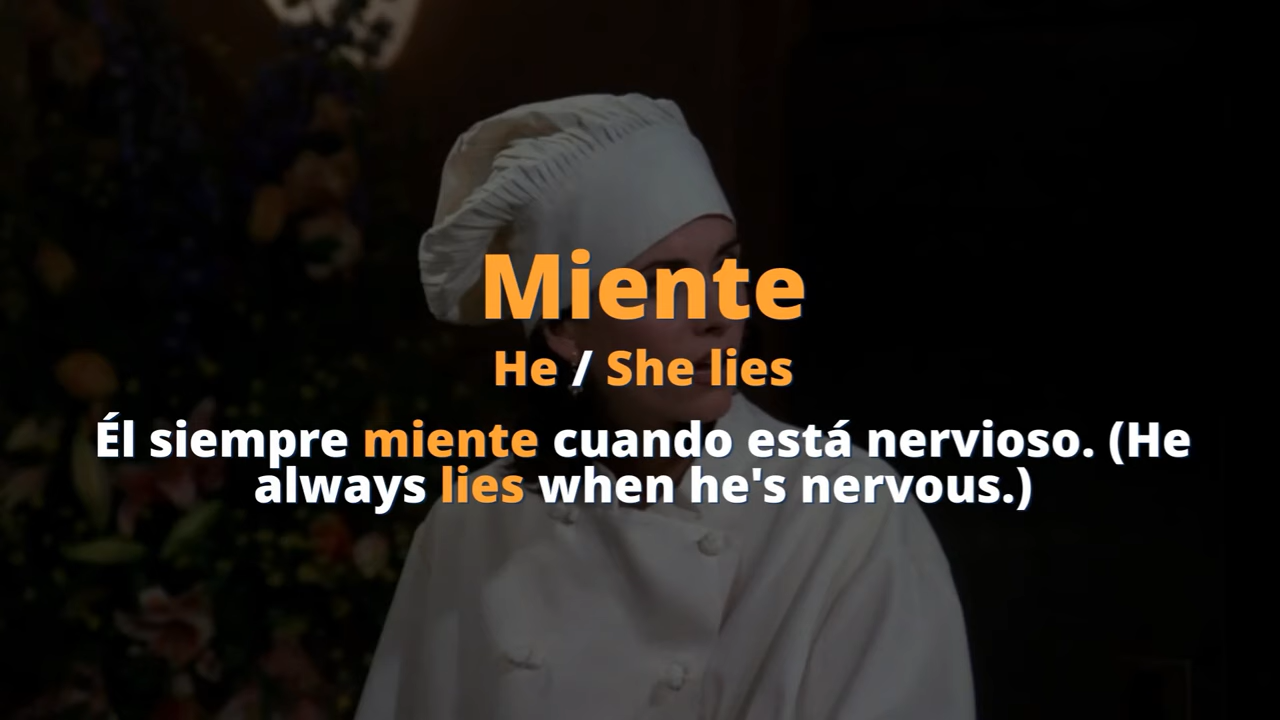 Miente
He / She lies
Él siempre miente cuando está nervioso. (He
always lies when he's nervous.)